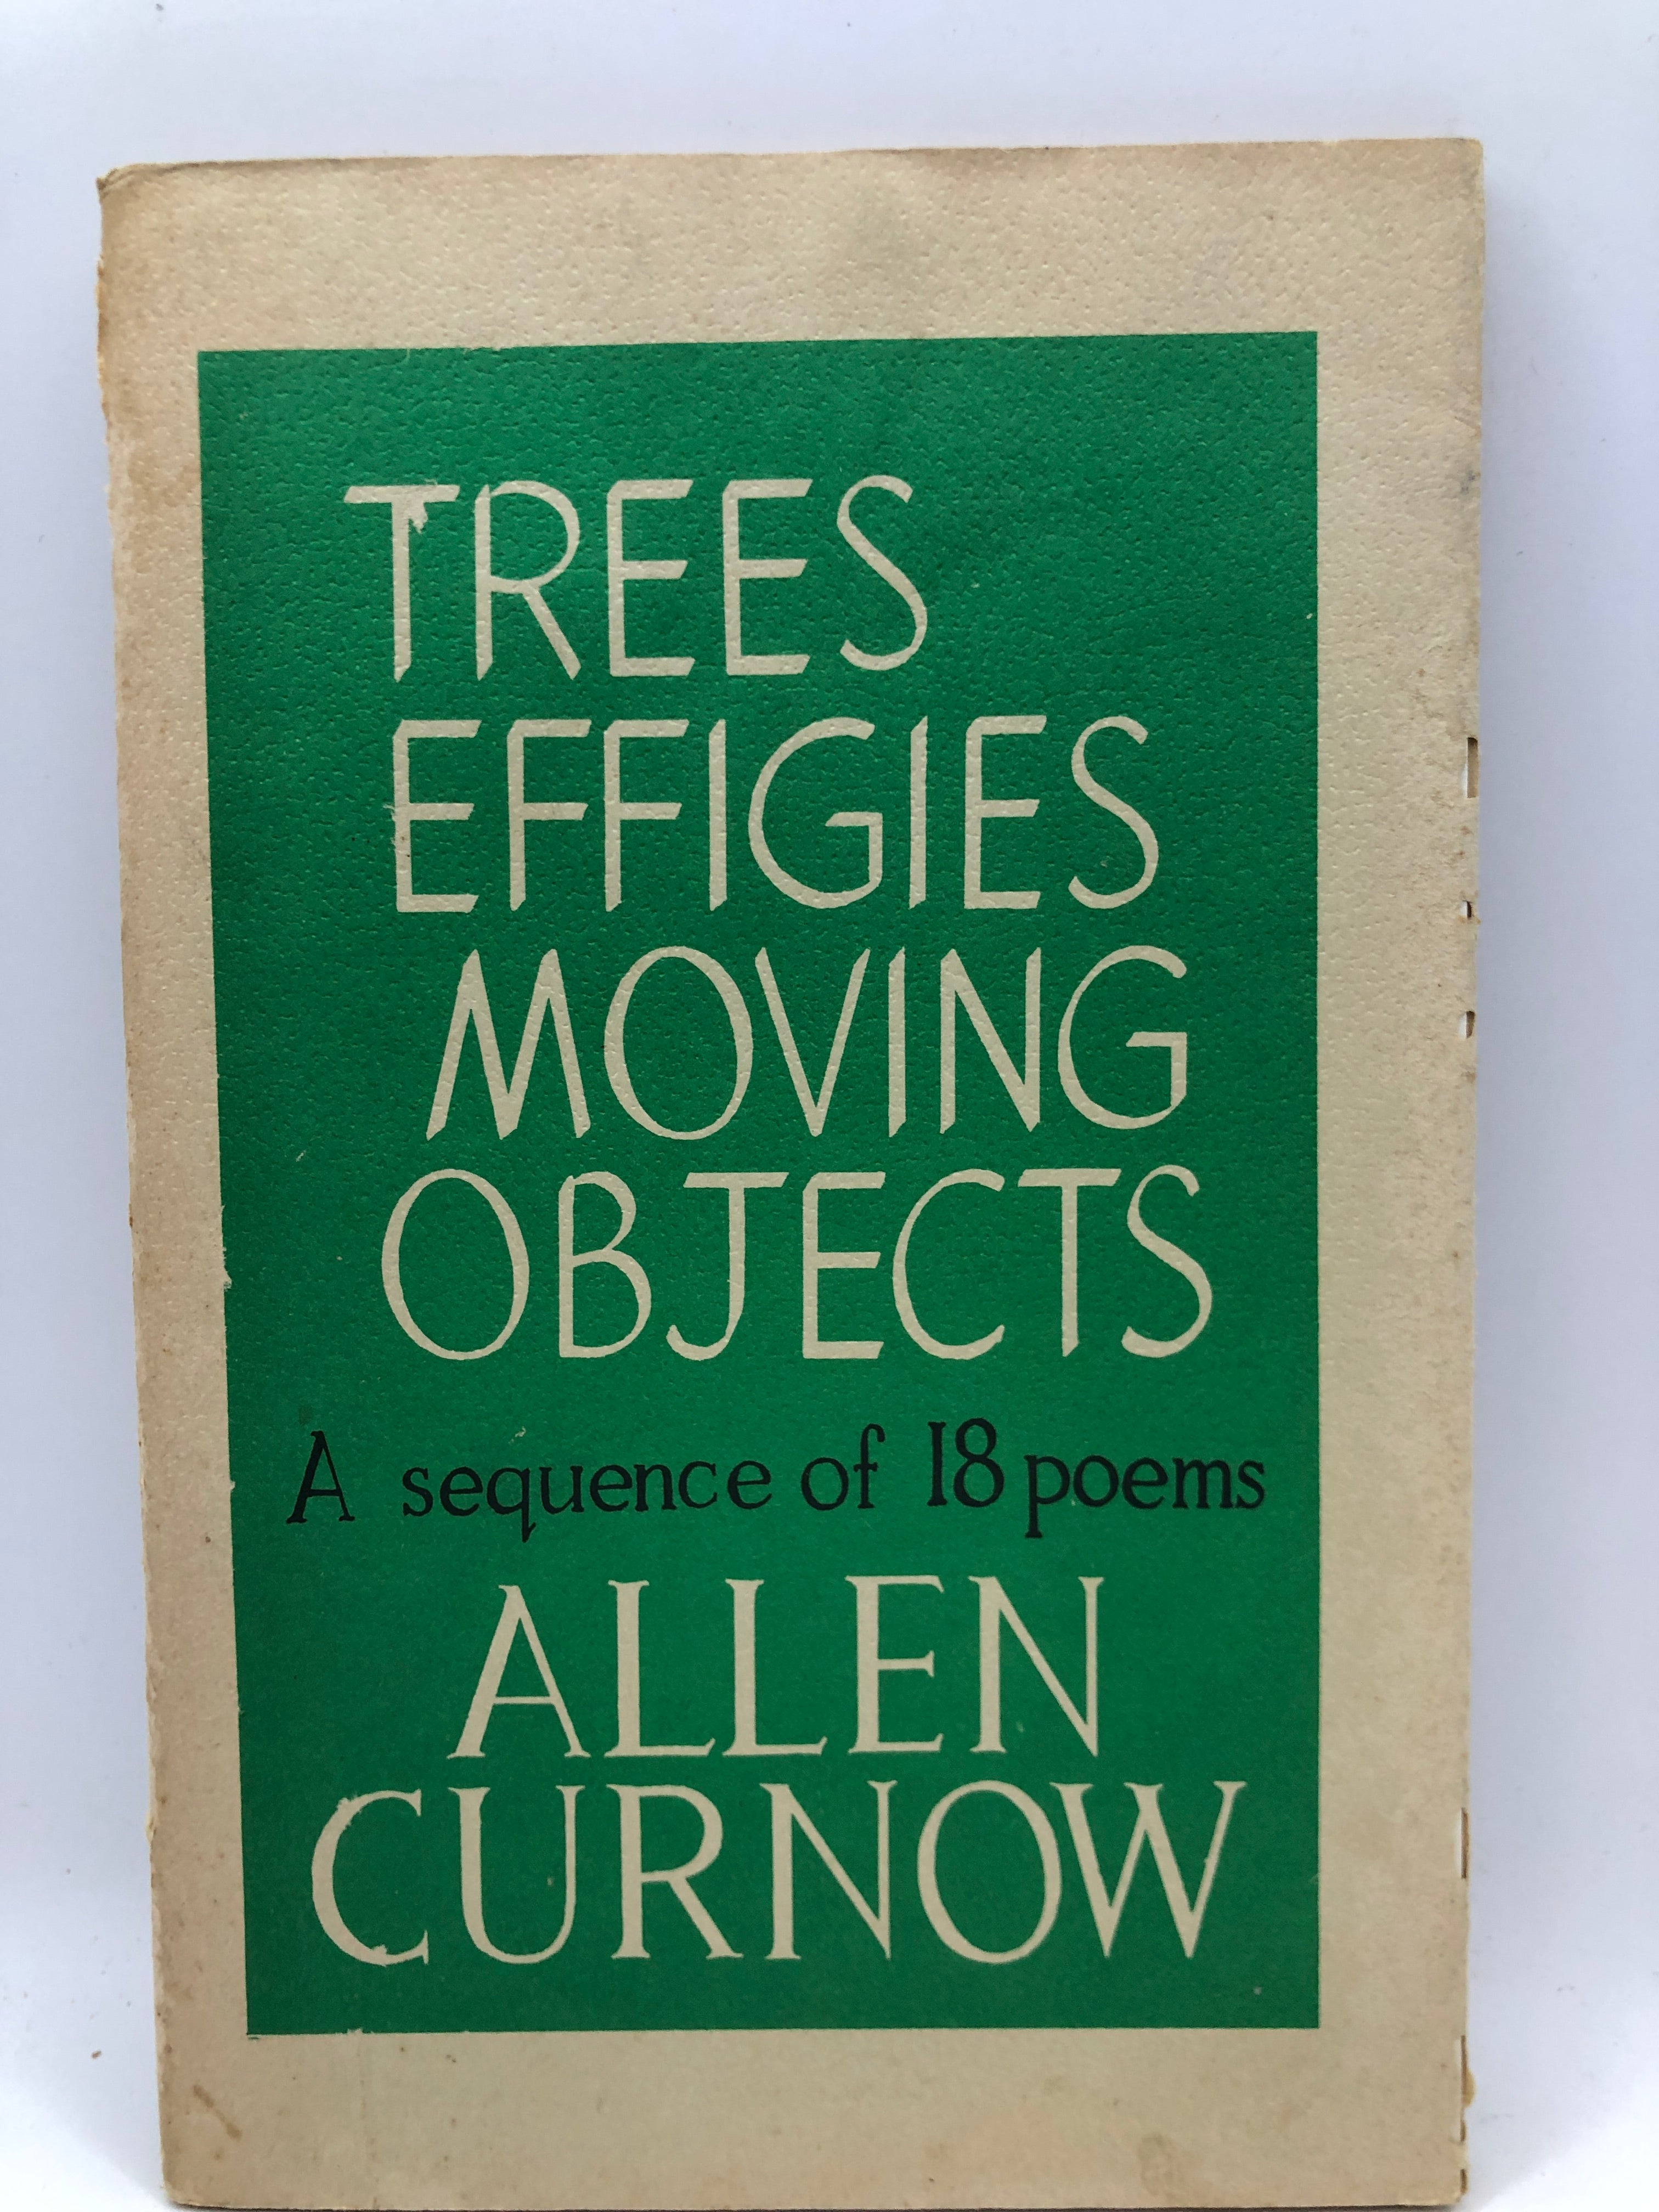 TREES
EFFIGIES
MOVING
OBJECTS
A sequence of 18 poems
ALLEN
CURNOW